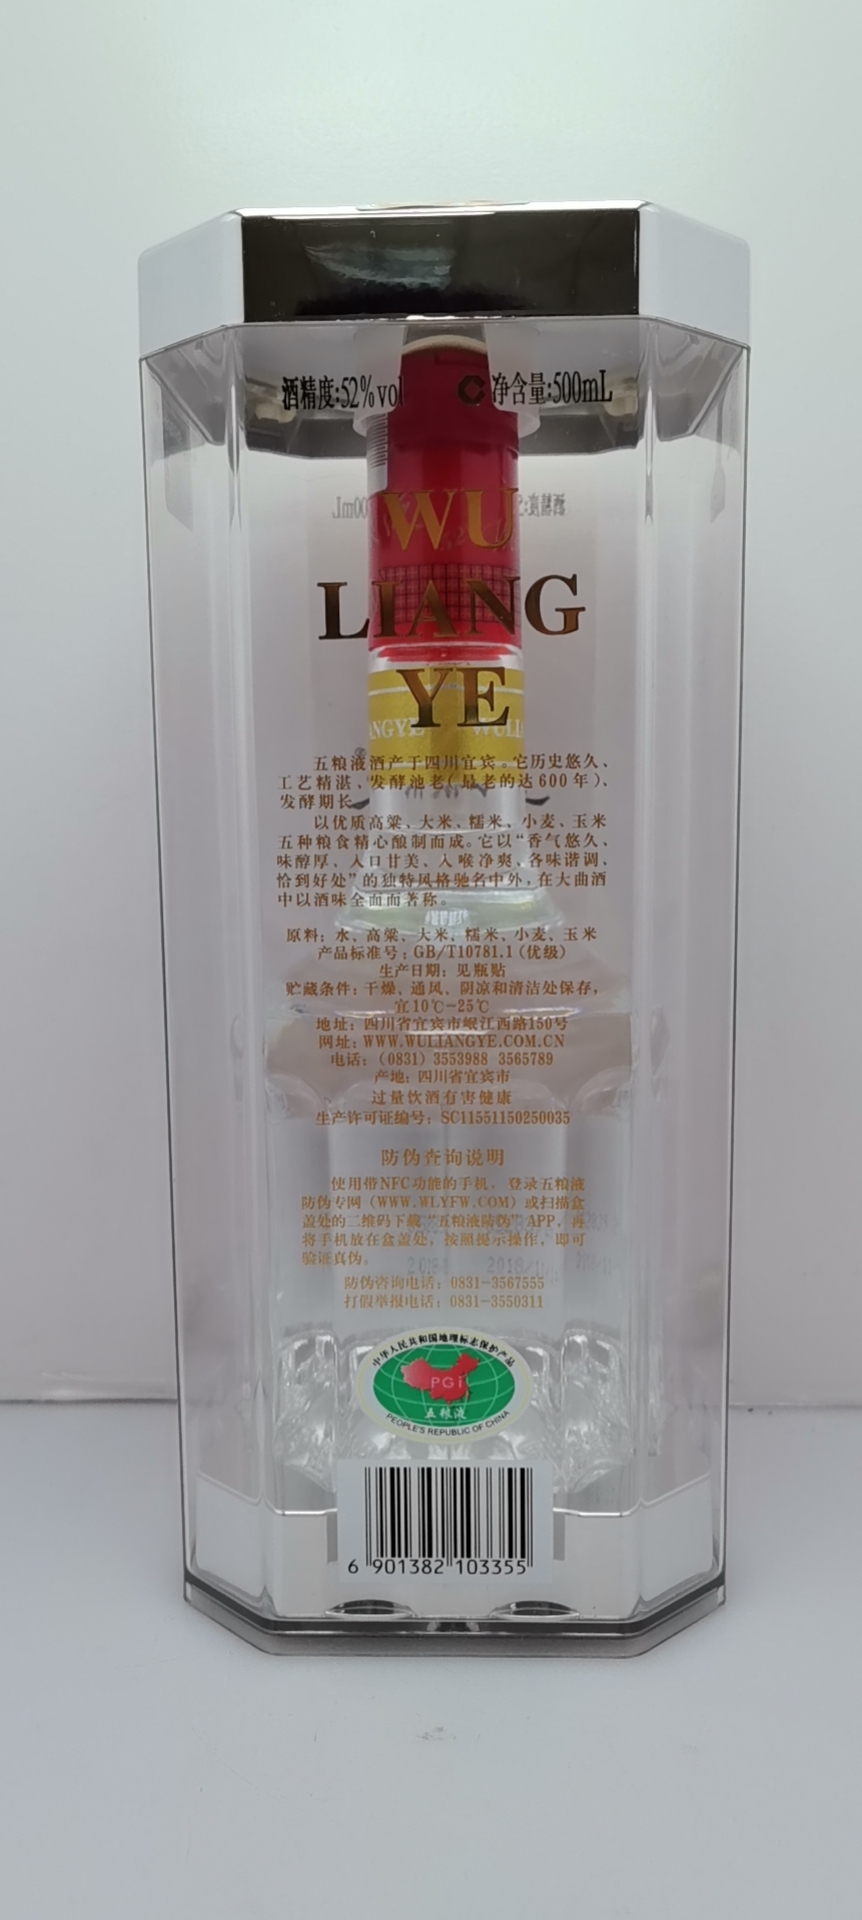 酒精度:52%vol
净含量:500mL
WU
LIANG
YE
五粮液酒产于四川宜宾。它历史悠久、
工艺精湛、发酵池老(最老的达600年)、
发酵期长
以优质高粱、大米、糯米、小麦、玉米
五种粮食精心酿制而成。它以“香气悠久、
味醇厚、入口甘美、入喉净爽、各味谐调、
恰到好处”的独特风格驰名中外,在大曲酒
中以酒味全面而著称。
原料: 水、高粱、大米、糯米、小麦、玉米
产品标准号: GB/T10781.1(优级)
生产日期: 见瓶贴
贮藏条件: 干燥、通风、阴凉和清洁处保存,
宜10℃-25℃
地址: 四川省宜宾市岷江西路150号
网址: WWW.WULIANGYE.COM.CN
电话: (0831) 3553988 3565789
产地: 四川省宜宾市
过量饮酒有害健康
生产许可证编号: SC11551150250035
防伪查询说明
使用带NFC功能的手机, 登录五粮液
防伪专网 (WWW.WLYFW.COM) 或扫描盒
盖处的二维码下载 “五粮液防伪” APP, 再
将手机放在盒盖处, 按照提示操作, 即可
验证真伪。
防伪咨询电话: 0831-3567555
打假举报电话: 0831-3550311
中华人民共和国地理标志保护产品
PGI
五粮液
PEOPLE'S REPUBLIC OF CHINA
6 901382 103355